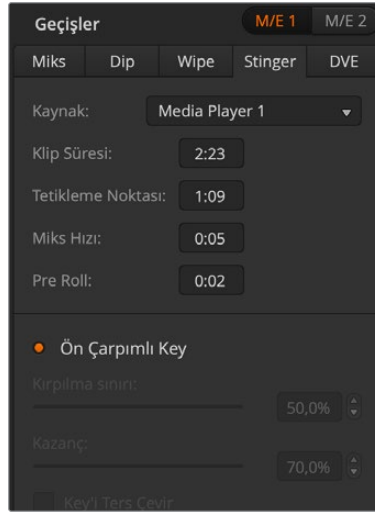 Geçişler M/E 1 M/E 2
Miks Dip Wipe Stinger DVE
Kaynak: Media Player 1
Klip Süresi: 2:23
Tetikleme Noktası: 1:09
Miks Hızı: 0:05
Pre Roll: 0:02
Ön Çarpımlı Key
Kırpılma sınırı:
50,0%
Kazanç:
70,0%
Key'i Ters Çevir